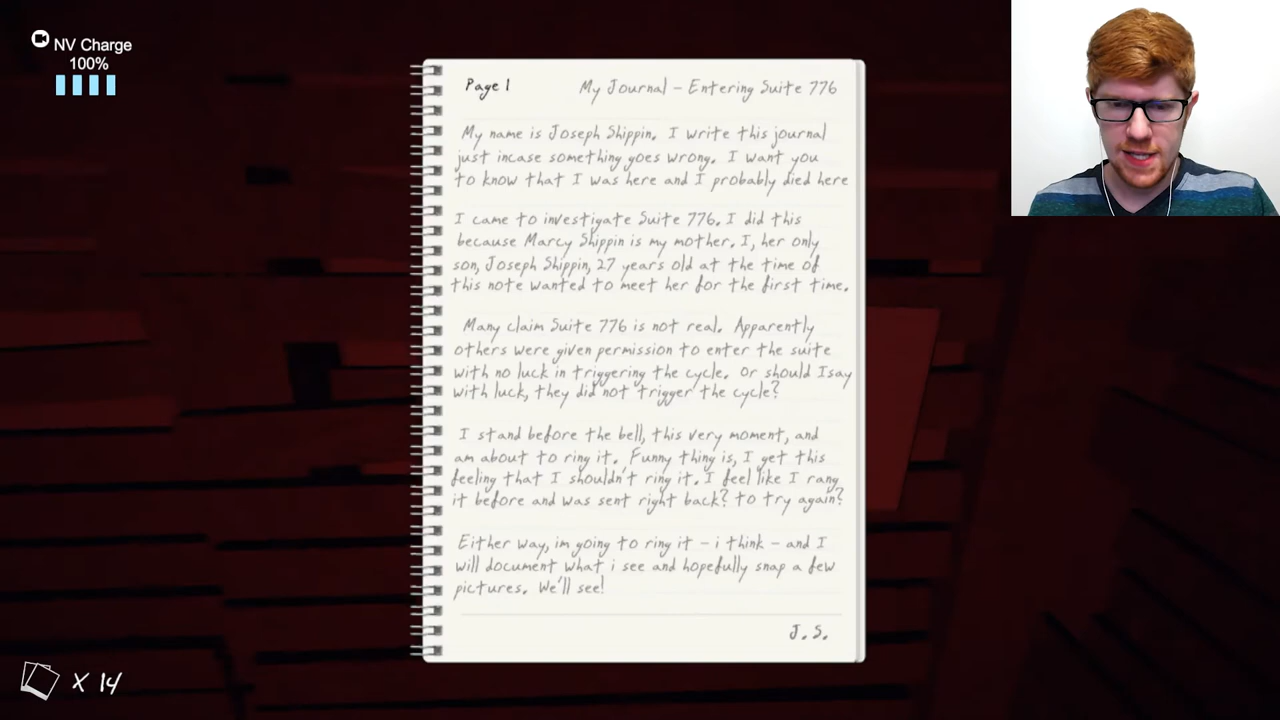 NV Charge
100%
Page 1
My Journal - Entering Suite 776
My name is Joseph Shippin. I write this journal
just incase something goes wrong. I want you
to know that I was here and I probably died here
I came to investigate Suite 776. I did this
because Marcy Shippin is my mother. I, her only
son, Joseph Shippin, 27 years old at the time of
this note wanted to meet her for the first time.
Many claim Suite 776 is not real. Apparently
others were given permission to enter the suite
with no luck in triggering the cycle. Or should I say
with luck, they did not trigger the cycle?
I stand before the bell, this very moment, and
am about to ring it. Funny thing is, I get this
feeling that I shouldn't ring it. I feel like I rang
it before and was sent right back? to try again?
Either way, im going to ring it - i think - and I
will document what i see and hopefully snap a few
pictures. We'll see!
J.S.
X 14